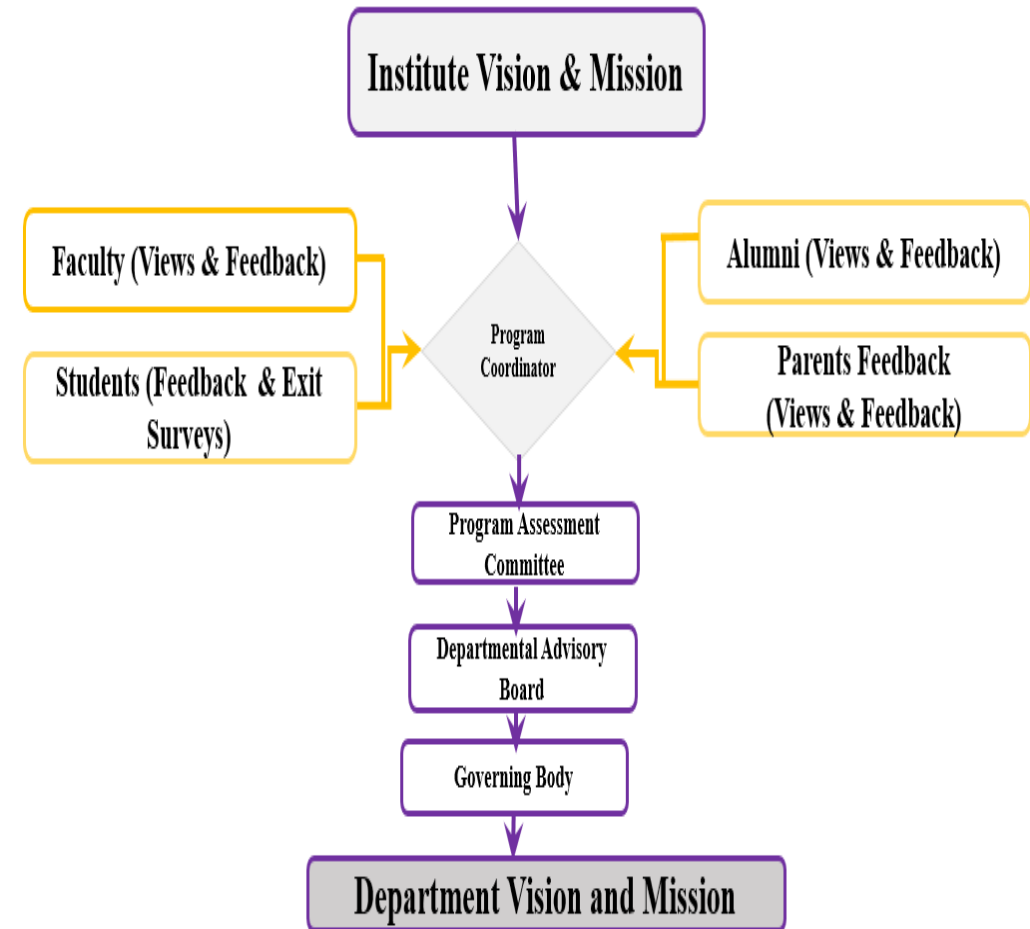 Institute Vision & Mission
Faculty (Views & Feedback)
Students (Feedback & Exit
Surveys)
Program
Coordinator
Alumni (Views & Feedback)
Parents Feedback
(Views & Feedback)
Program Assessment
Committee
Departmental Advisory
Board
Governing Body
Department Vision and Mission